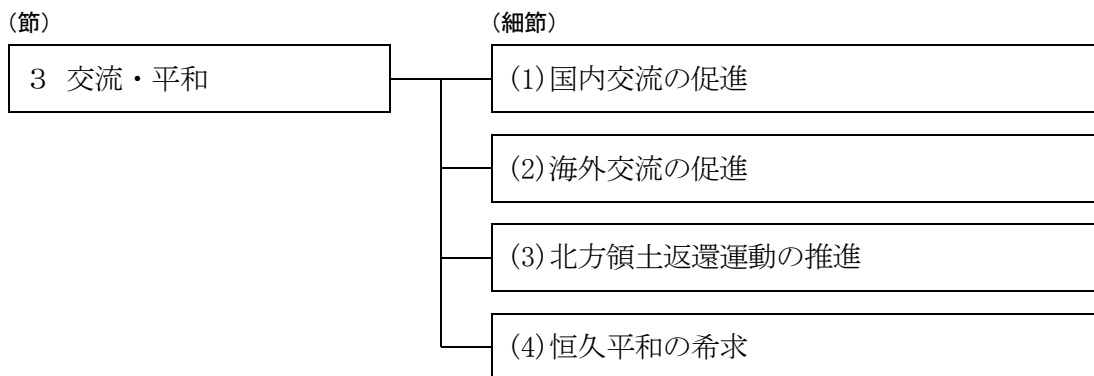 （節）
（細節）
３ 交流・平和
(1)国内交流の促進
(2)海外交流の促進
(3)北方領土返還運動の推進
(4)恒久平和の希求